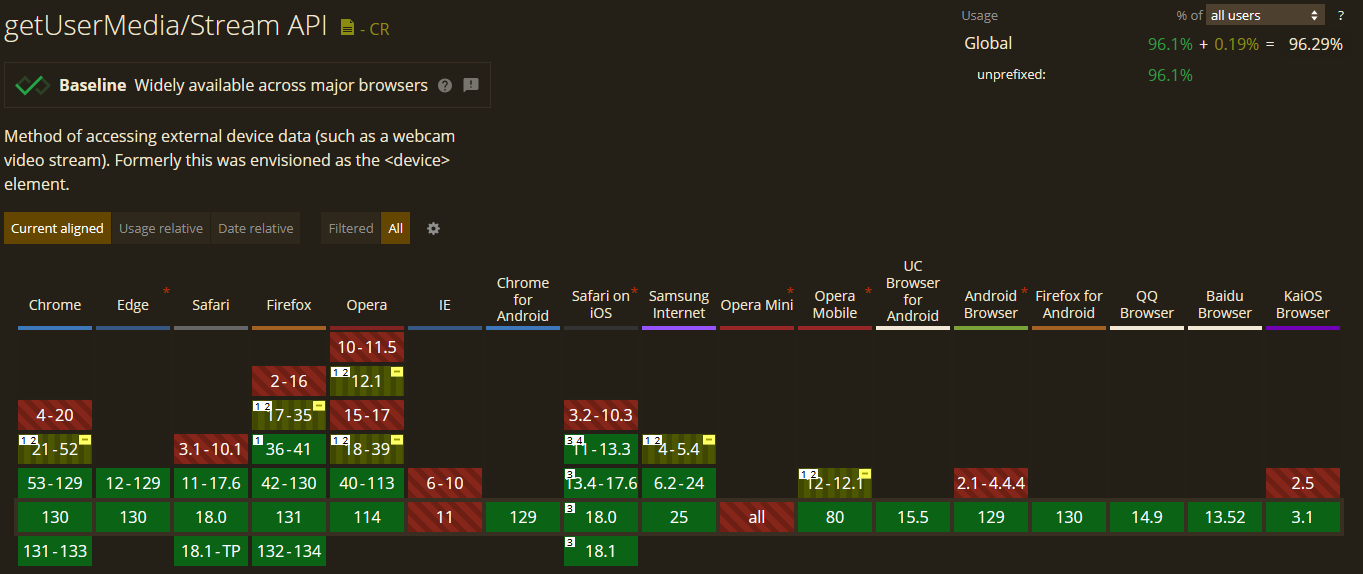 getUserMedia/Stream API - CR
Usage % of all users ?
Global 96.1% + 0.19% = 96.29%
unprefixed: 96.1%
Baseline Widely available across major browsers ?
Method of accessing external device data (such as a webcam
video stream). Formerly this was envisioned as the <device>
element.
Current aligned Usage relative Date relative Filtered All
Chrome Edge * Safari Firefox Opera IE Chrome for Android Safari on iOS * Samsung Internet Opera Mini * Opera Mobile * UC Browser for Android Android Browser * Firefox for Android QQ Browser Baidu Browser KaiOS Browser
10-11.5
2-16 1 2 12.1
4-20 1 2 17-35 15-17 3.2-10.3
1 2 21-52 3.1-10.1 1 36-41 1 2 18-39 3 4 11-13.3 1 2 4-5.4
53-129 12-129 11-17.6 42-130 40-113 6-10 3 13.4-17.6 6.2-24 1 2 12-12.1 2.1-4.4.4 2.5
130 130 18.0 131 114 11 129 3 18.0 25 all 80 15.5 129 130 14.9 13.52 3.1
131-133 18.1-TP 132-134 3 18.1